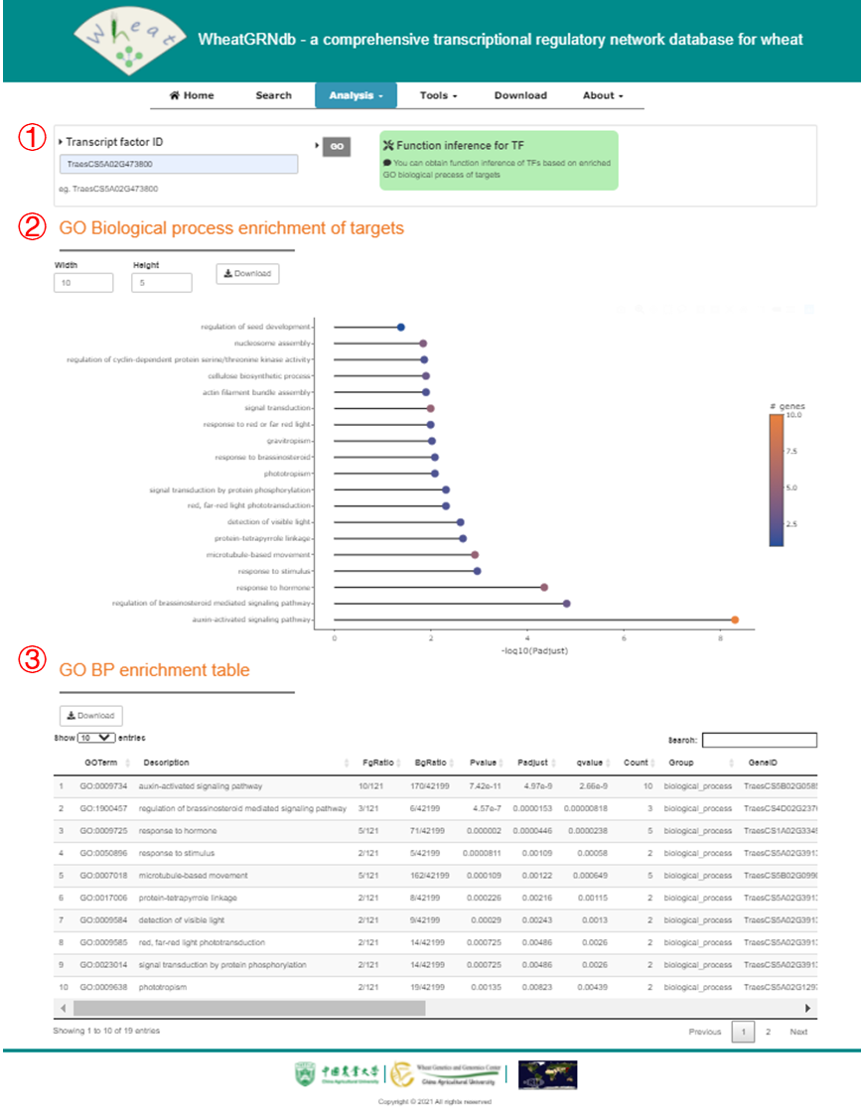 Wheat
WheatGRNdb - a comprehensive transcriptional regulatory network database for wheat
Home Search Analysis Tools Download About
①
Transcript factor ID GO Function inference for TF
TraesCS5A02G473800 You can obtain function inference of TFs based on enriched
eg. TraesCS5A02G473800 GO biological precess of targets
② GO Biological process enrichment of targets
Width Height
10 5 Download
regulation of seed development
nucleosome assembly
regulation of cyclin-dependent protein serine/threonine kinase activity
cellulose biosynthetic process
actin filament bundle assembly
signal transduction
response to red or far red light
gravitropism
response to brassinosteroid
phototropism
signal transduction by protein phosphorylation
red, far-red light phototransduction
detection of visible light
protein-tetrapyrrole linkage
microtubule-based movement
response to stimulus
response to hormone
regulation of brassinosteroid mediated signaling pathway
auxin-activated signaling pathway
0 2 4 6 8
-log10(Padjust)
# genes
10.0
7.5
5.0
2.5
③ GO BP enrichment table
Download
Show 10 entries Search:
GOTerm Description FgRatio BgRatio Pvalue Padjust qvalue Count Group GeneID
1 GO:0009734 auxin-activated signaling pathway 10/121 170/42199 7.42e-11 4.97e-9 2.66e-9 10 biological_process TraesCS5B02G058
2 GO:1900457 regulation of brassinosteroid mediated signaling pathway 3/121 6/42199 4.57e-7 0.0000153 0.00000818 3 biological_process TraesCS4D02G237
3 GO:0009725 response to hormone 5/121 71/42199 0.000002 0.0000446 0.0000238 5 biological_process TraesCS1A02G334
4 GO:0050896 response to stimulus 2/121 5/42199 0.0000811 0.00109 0.00058 2 biological_process TraesCS5A02G391
5 GO:0007018 microtubule-based movement 5/121 162/42199 0.000109 0.00122 0.000649 5 biological_process TraesCS5B02G099
6 GO:0017006 protein-tetrapyrrole linkage 2/121 8/42199 0.000226 0.00216 0.00115 2 biological_process TraesCS5A02G391
7 GO:0009584 detection of visible light 2/121 9/42199 0.00029 0.00243 0.0013 2 biological_process TraesCS5A02G391
8 GO:0009585 red, far-red light phototransduction 2/121 14/42199 0.000725 0.00486 0.0026 2 biological_process TraesCS5A02G391
9 GO:0023014 signal transduction by protein phosphorylation 2/121 14/42199 0.000725 0.00486 0.0026 2 biological_process TraesCS5A02G391
10 GO:0009638 phototropism 2/121 19/42199 0.00135 0.00823 0.00439 2 biological_process TraesCS5A02G129
Showing 1 to 10 of 19 entries Previous 1 2 Next
中国农业大学 Wheat Genetics and Genomics Center
China Agricultural University China Agricultural University
Copyright © 2021 All rights reserved